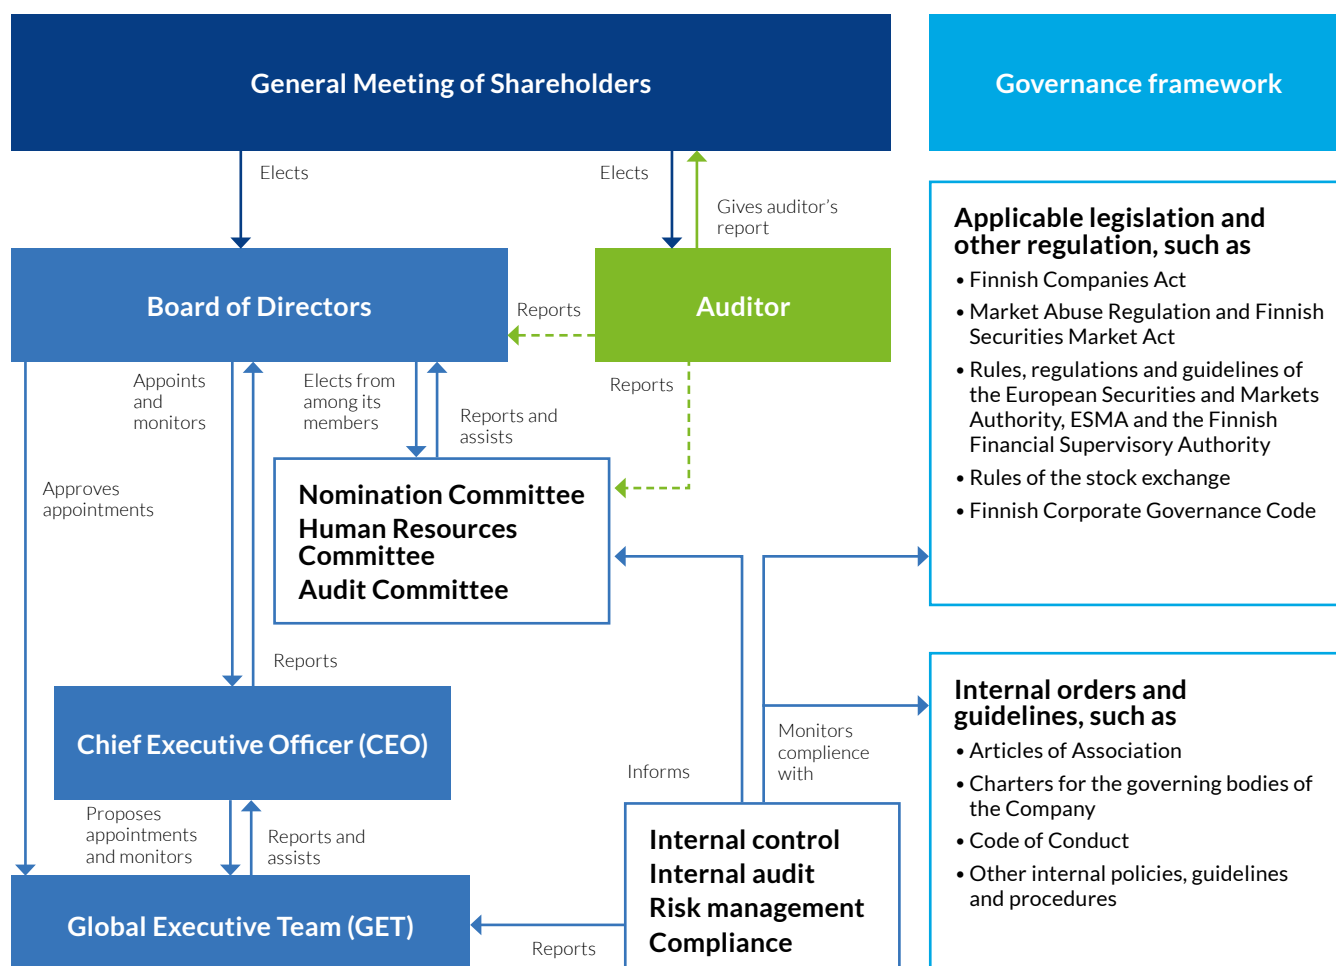 General Meeting of Shareholders
Governance framework
Elects
Elects
Gives auditor’s
report
Applicable legislation and
other regulation, such as
• Finnish Companies Act
• Market Abuse Regulation and Finnish
Securities Market Act
• Rules, regulations and guidelines of
the European Securities and Markets
Authority, ESMA and the Finnish
Financial Supervisory Authority
• Rules of the stock exchange
• Finnish Corporate Governance Code
Board of Directors
Reports
Auditor
Appoints
and
monitors
Elects from
among its
members
Reports and
assists
Reports
Approves
appointments
Nomination Committee
Human Resources
Committee
Audit Committee
Reports
Chief Executive Officer (CEO)
Informs
Monitors
complience
with
Internal orders and
guidelines, such as
• Articles of Association
• Charters for the governing bodies of
the Company
• Code of Conduct
• Other internal policies, guidelines
and procedures
Proposes
appointments
and monitors
Reports and
assists
Internal control
Internal audit
Risk management
Compliance
Global Executive Team (GET)
Reports